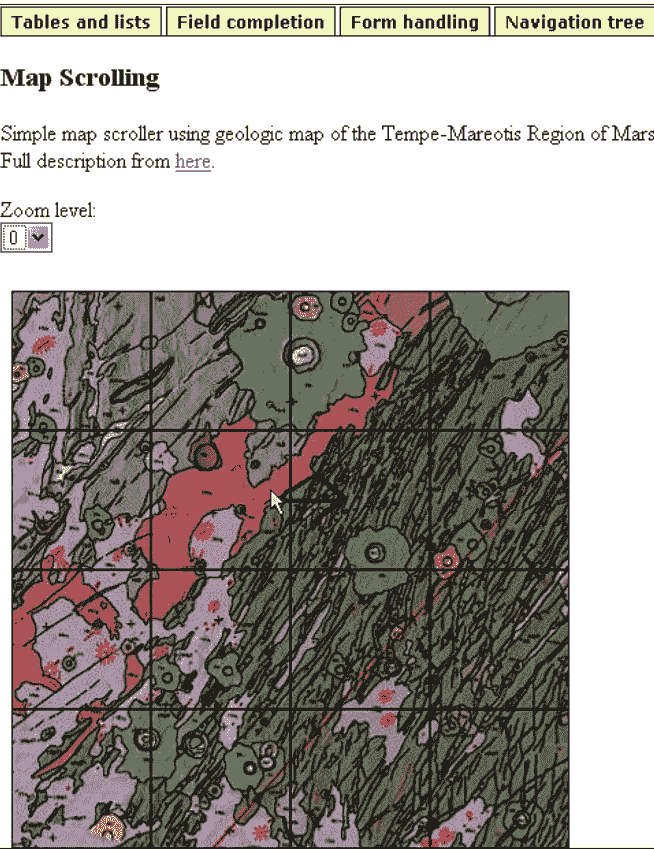 Tables and lists Field completion Form handling Navigation tree
Map Scrolling
Simple map scroller using geologic map of the Tempe-Mareotis Region of Mars
Full description from here.
Zoom level:
0